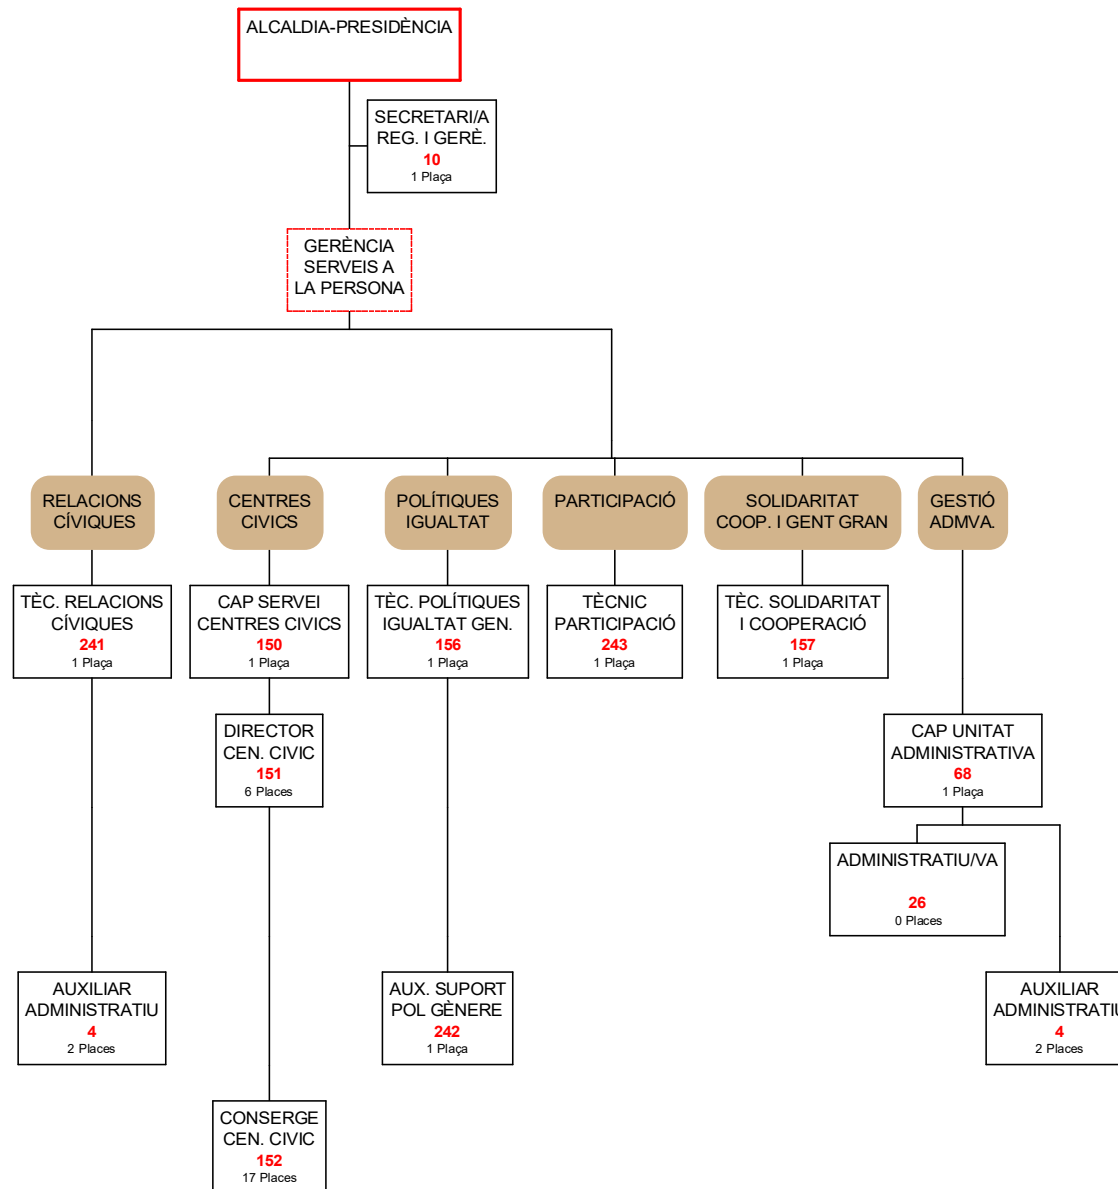 ALCALDIA-PRESIDÈNCIA
SECRETARI/A
REG. I GERÈ.
10
1 Plaça
GERÈNCIA
SERVEIS A
LA PERSONA
RELACIONS
CÍVIQUES
CENTRES
CIVICS
POLÍTIQUES
IGUALTAT
PARTICIPACIÓ
SOLIDARITAT
COOP. I GENT GRAN
GESTIÓ
ADMVA.
TÈC. RELACIONS
CÍVIQUES
241
1 Plaça
CAP SERVEI
CENTRES CIVICS
150
1 Plaça
TÈC. POLÍTIQUES
IGUALTAT GEN.
156
1 Plaça
TÈCNIC
PARTICIPACIÓ
243
1 Plaça
TÈC. SOLIDARITAT
I COOPERACIÓ
157
1 Plaça
DIRECTOR
CEN. CIVIC
151
6 Places
CAP UNITAT
ADMINISTRATIVA
68
1 Plaça
ADMINISTRATIU/VA
26
0 Places
AUXILIAR
ADMINISTRATIU
4
2 Places
AUX. SUPORT
POL GÈNERE
242
1 Plaça
AUXILIAR
ADMINISTRATIU
4
2 Places
CONSERGE
CEN. CIVIC
152
17 Places